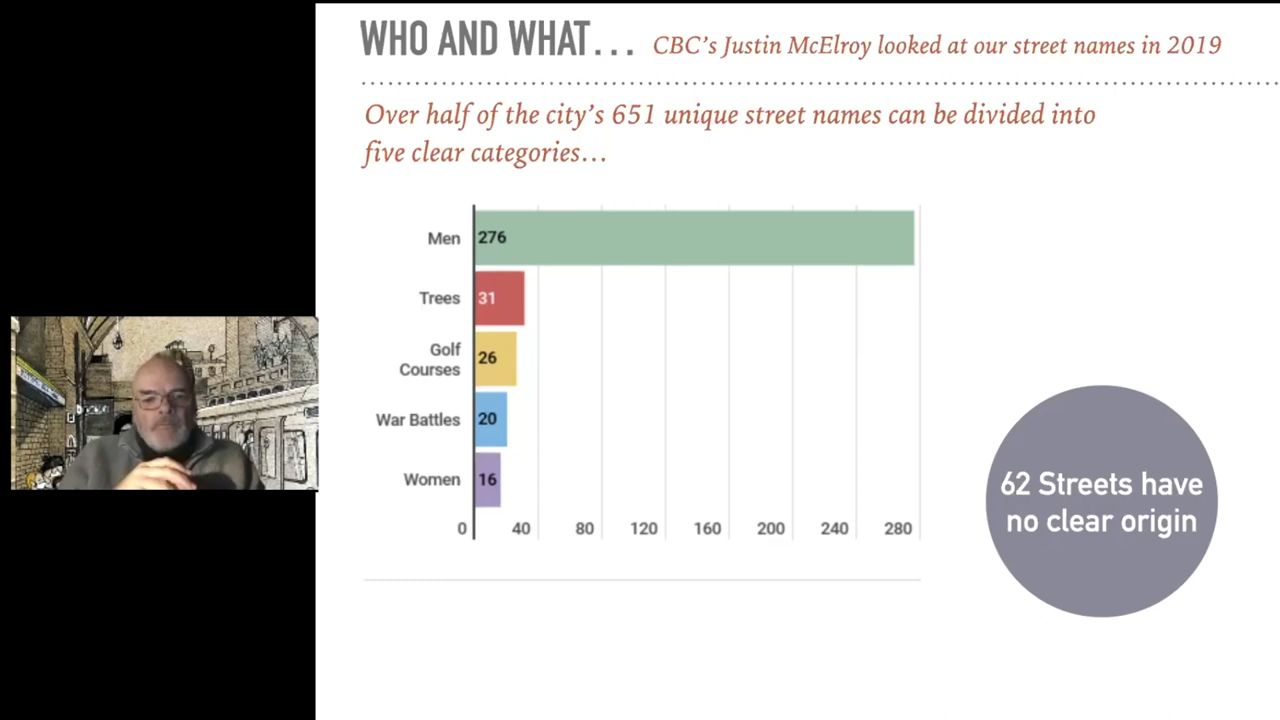 WHO AND WHAT... CBC's Justin McElroy looked at our street names in 2019
Over half of the city's 651 unique street names can be divided into
five clear categories...
Men 276
Trees 31
Golf
Courses 26
War Battles 20
Women 16
0 40 80 120 160 200 240 280
62 Streets have
no clear origin